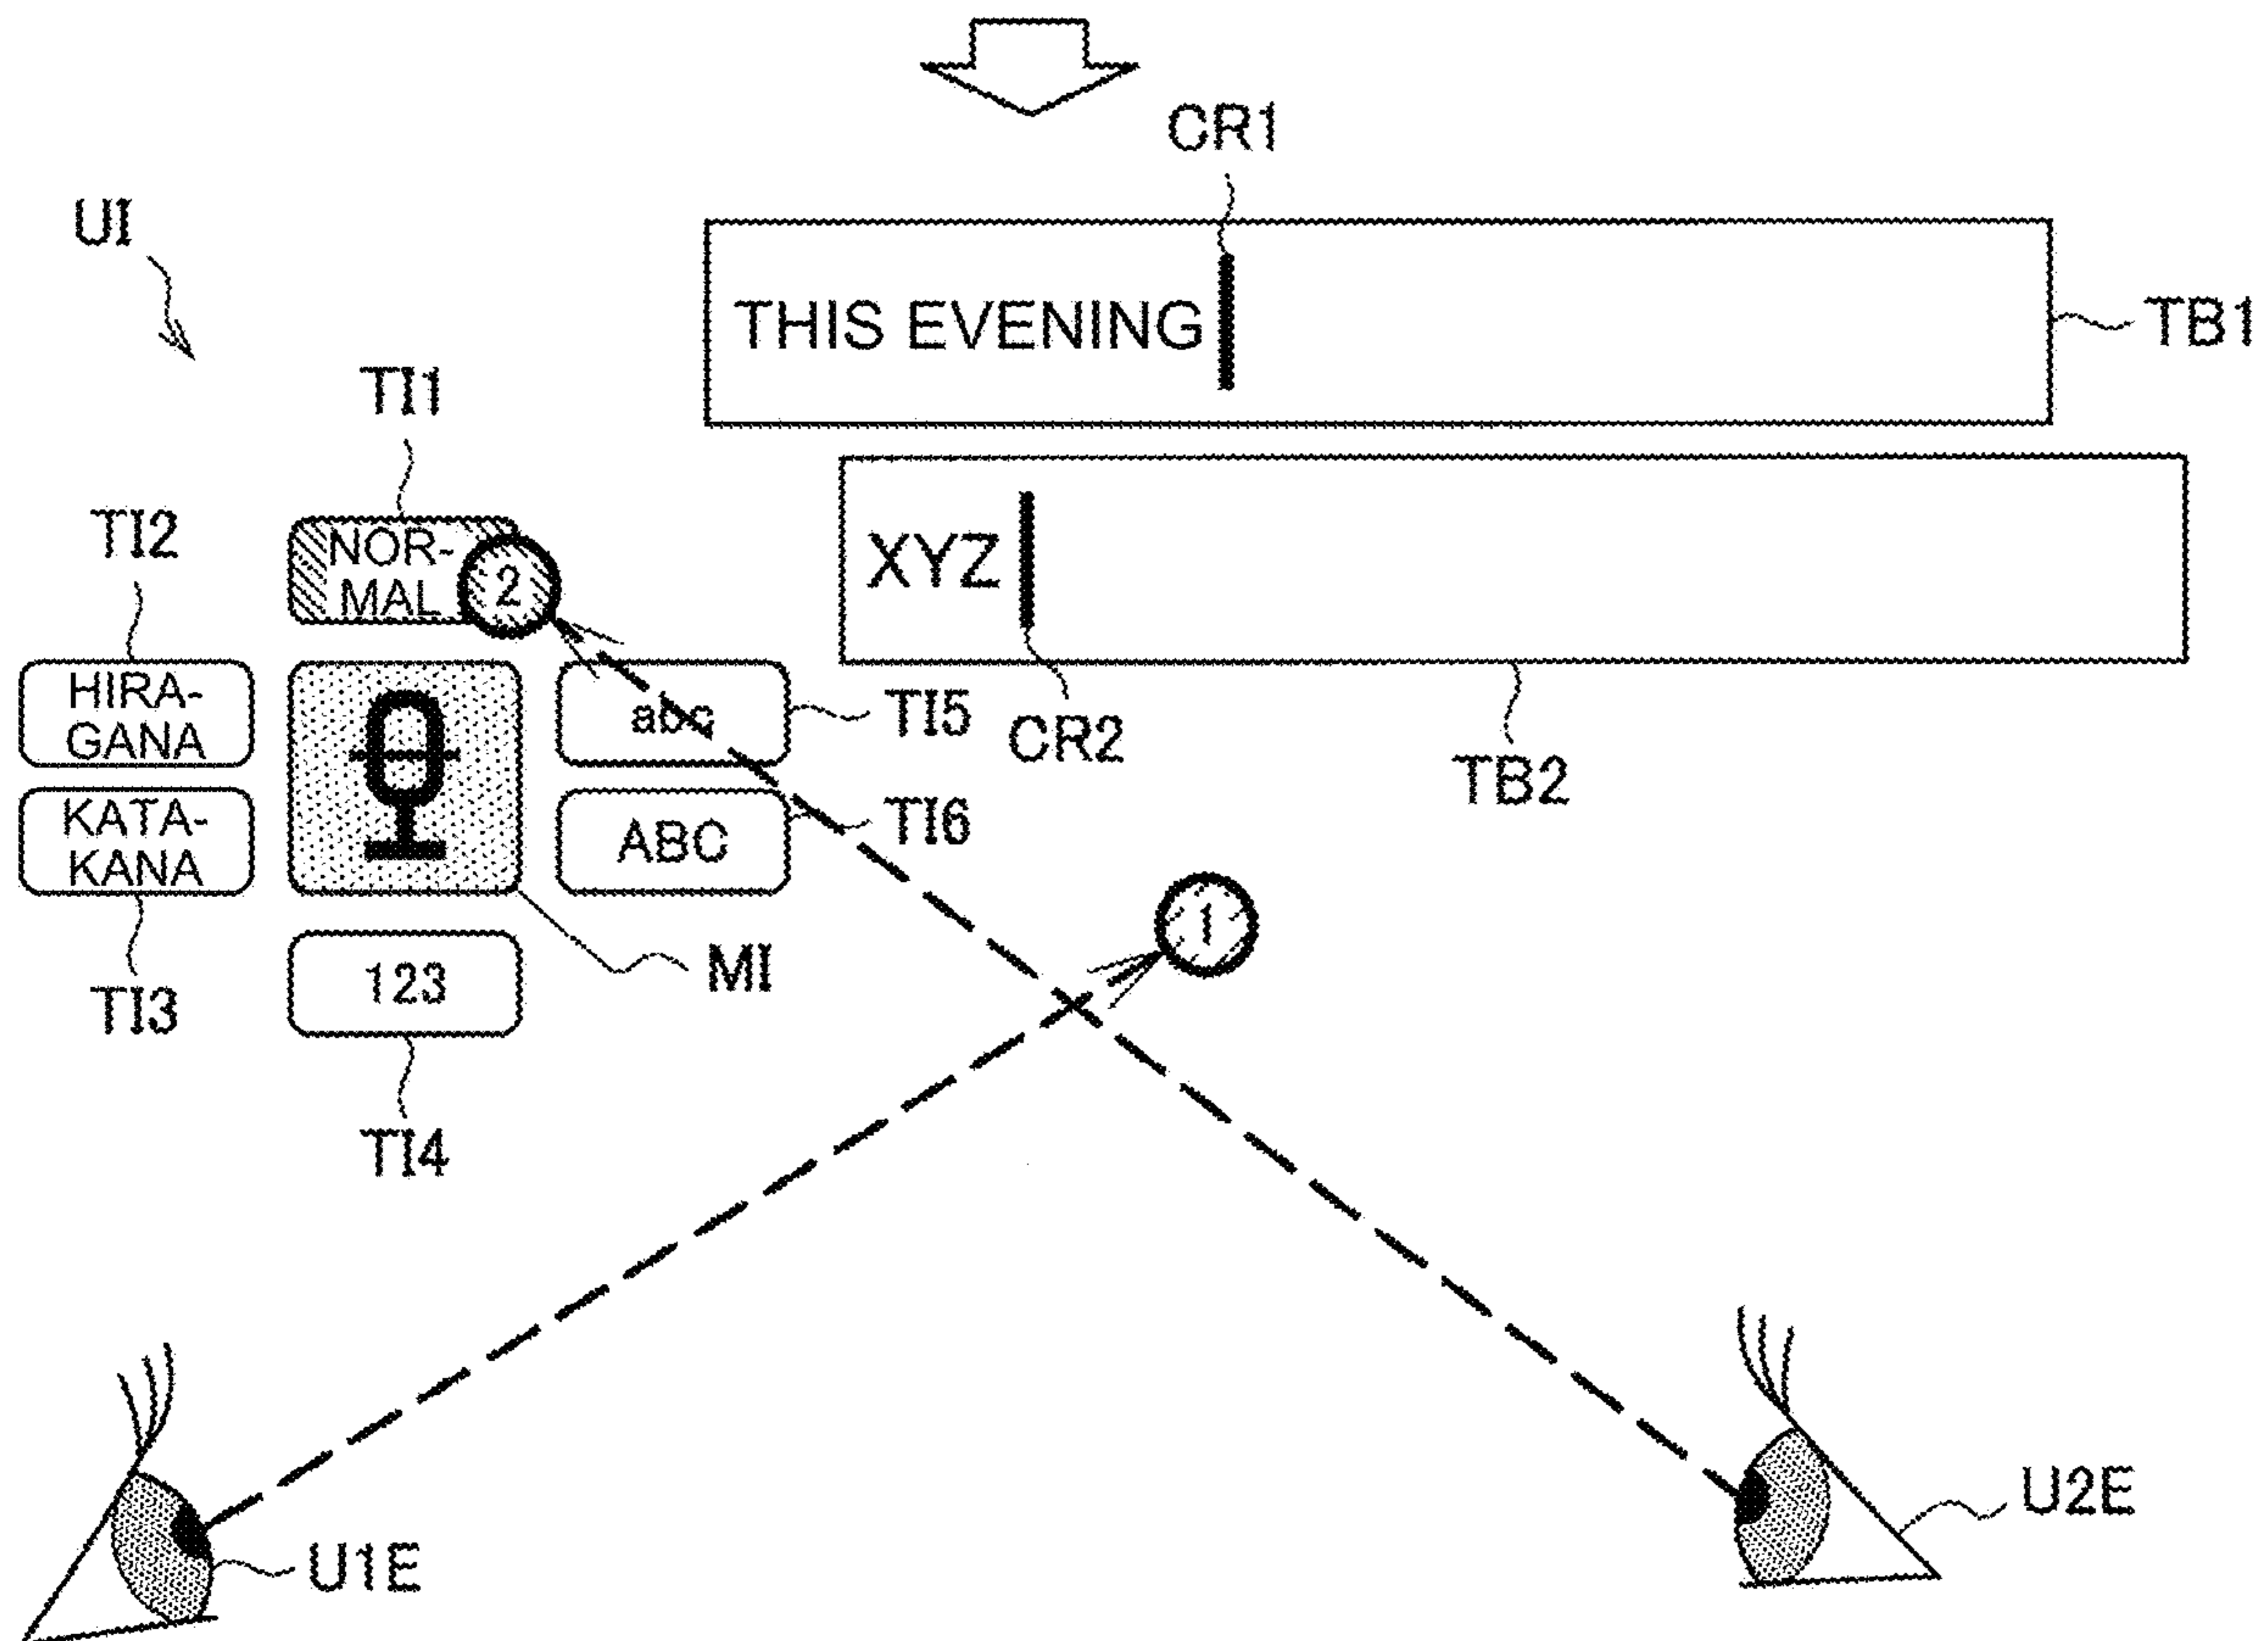 CR1
UI
THIS EVENING
TB1
TI1
NOR-
MAL
2
XYZ
TI2
HIRA-
GANA
abc
TI5
CR2
TB2
KATA-
KANA
ABC
TI6
1
123
MI
TI3
TI4
U1E
U2E